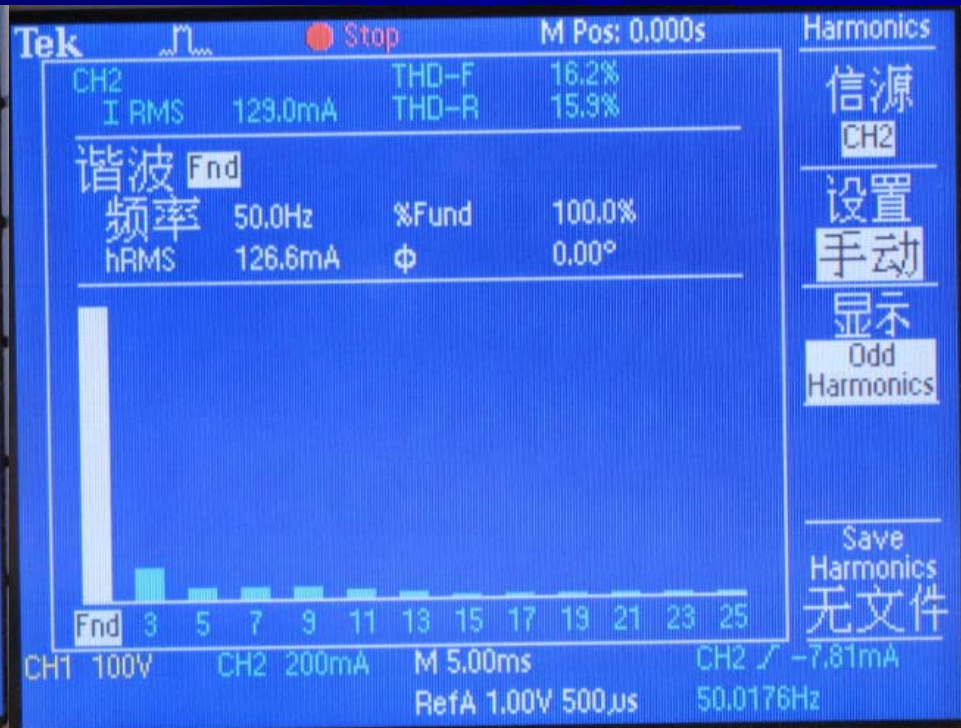 Tek Stop M Pos: 0.000s Harmonics
CH2 THD-F 16.2%
I RMS 129.0mA THD-R 15.9%
信源
CH2
谐波 Fnd
频率 50.0Hz %Fund 100.0%
hRMS 126.6mA Φ 0.00°
设置
手动
显示
Odd
Harmonics
Save
Harmonics
无文件
Fnd 3 5 7 9 11 13 15 17 19 21 23 25
CH1 100V CH2 200mA M 5.00ms CH2 -7.81mA
RefA 1.00V 500µs 50.0176Hz